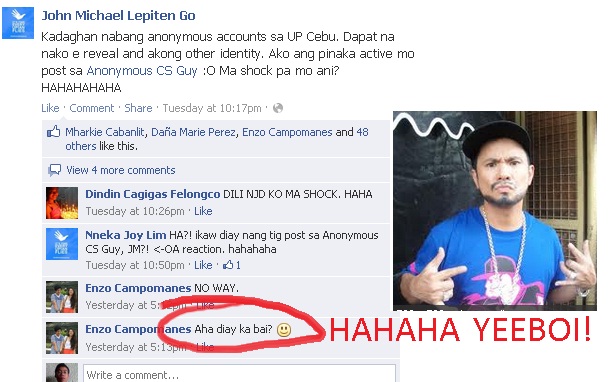 John Michael Lepiten Go
Kadaghan nabang anonymous accounts sa UP Cebu. Dapat na
nako e reveal and akong other identity. Ako ang pinaka active mo
post sa Anonymous CS Guy :O Ma shock pa mo ani?
HAHAHAHAHA
Like · Comment · Share · Tuesday at 10:17pm ·
Mharkie Cabanlit, Daña Marie Perez, Enzo Campomanes and 48
others like this.
View 4 more comments
Dindin Cagigas Felongco DILI NJD KO MA SHOCK. HAHA
Tuesday at 10:26pm · Like
Nneka Joy Lim HA?! ikaw diay nang tig post sa Anonymous
CS Guy, JM?! <-OA reaction. hahahaha
Tuesday at 10:50pm · Like · 1
Enzo Campomanes NO WAY.
Yesterday at Like
Enzo Campomanes Aha diay ka bai?
Yesterday at 5:13pm · Like
HAHAHA YEEBOI!
Write a comment...